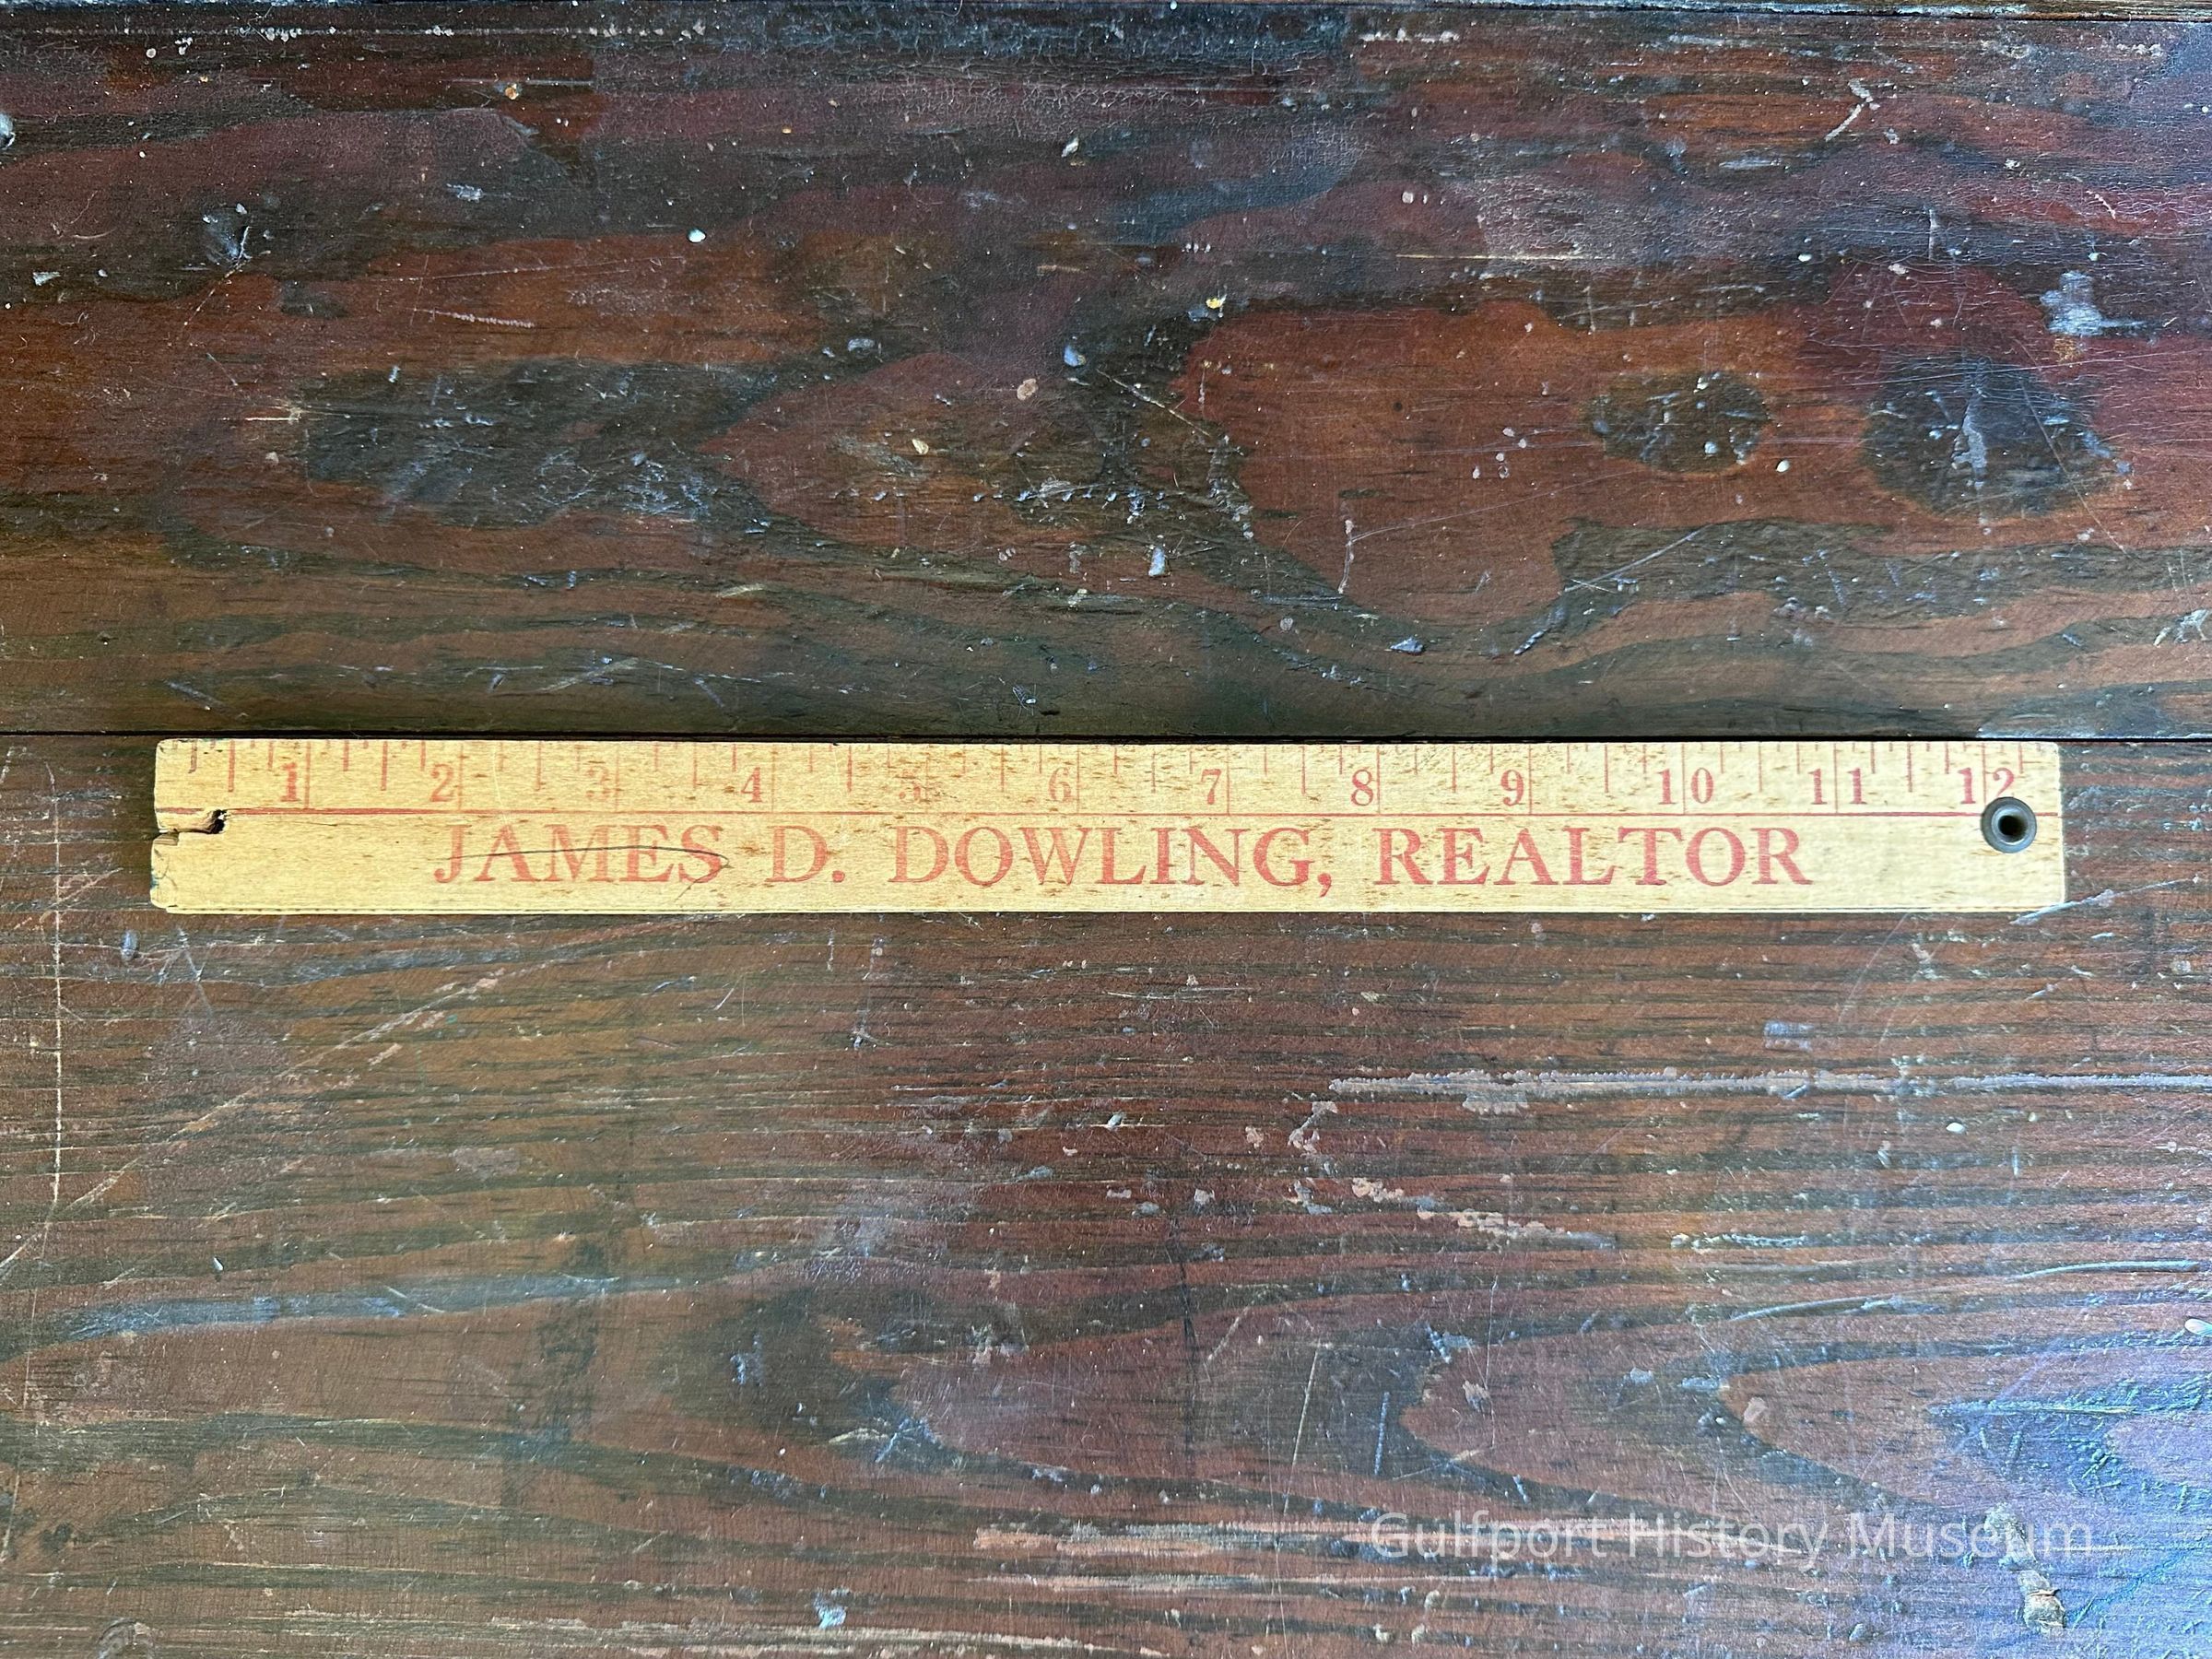 1 2 3 4 5 6 7 8 9 10 11 12
JAMES D. DOWLING, REALTOR
Gulfport History Museum